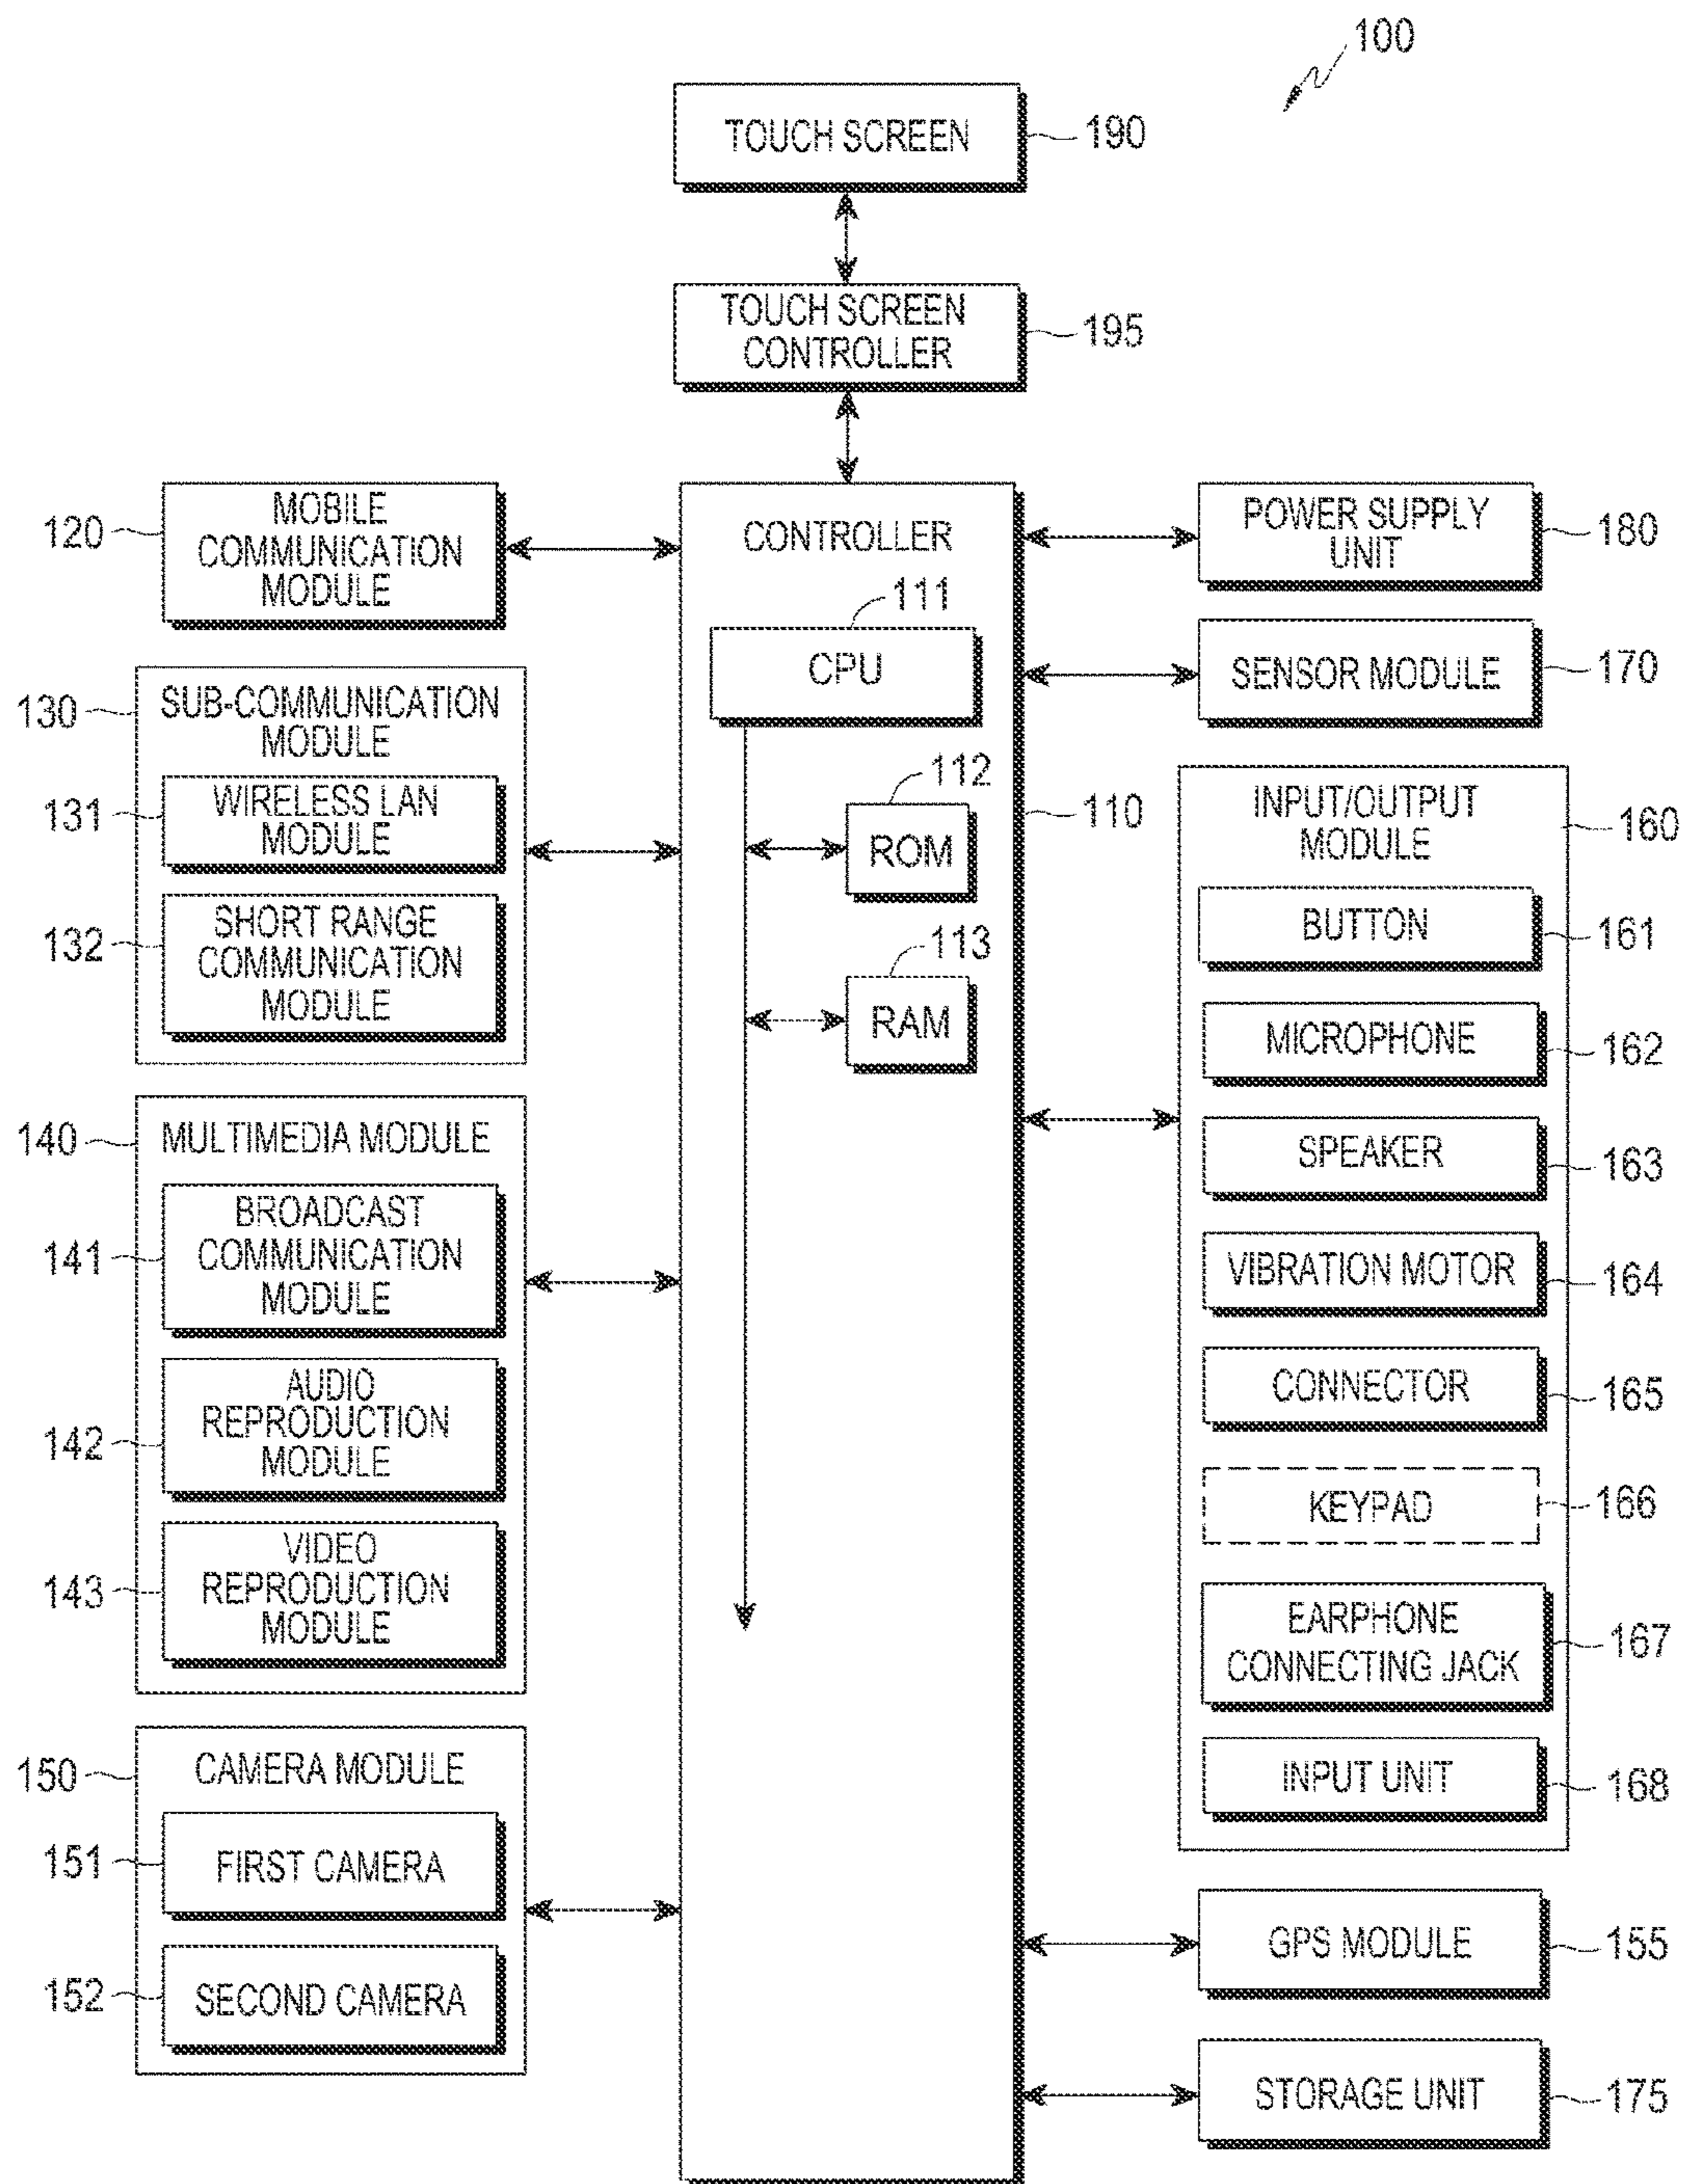 100
TOUCH SCREEN
190
TOUCH SCREEN
CONTROLLER
195
120
MOBILE
COMMUNICATION
MODULE
130
SUB-COMMUNICATION
MODULE
131
WIRELESS LAN
MODULE
132
SHORT RANGE
COMMUNICATION
MODULE
140
MULTIMEDIA MODULE
141
BROADCAST
COMMUNICATION
MODULE
142
AUDIO
REPRODUCTION
MODULE
143
VIDEO
REPRODUCTION
MODULE
150
CAMERA MODULE
151
FIRST CAMERA
152
SECOND CAMERA
CONTROLLER
111
CPU
112
ROM
113
RAM
110
POWER SUPPLY
UNIT
180
SENSOR MODULE
170
INPUT/OUTPUT
MODULE
160
BUTTON
161
MICROPHONE
162
SPEAKER
163
VIBRATION MOTOR
164
CONNECTOR
165
KEYPAD
166
EARPHONE
CONNECTING JACK
167
INPUT UNIT
168
GPS MODULE
155
STORAGE UNIT
175